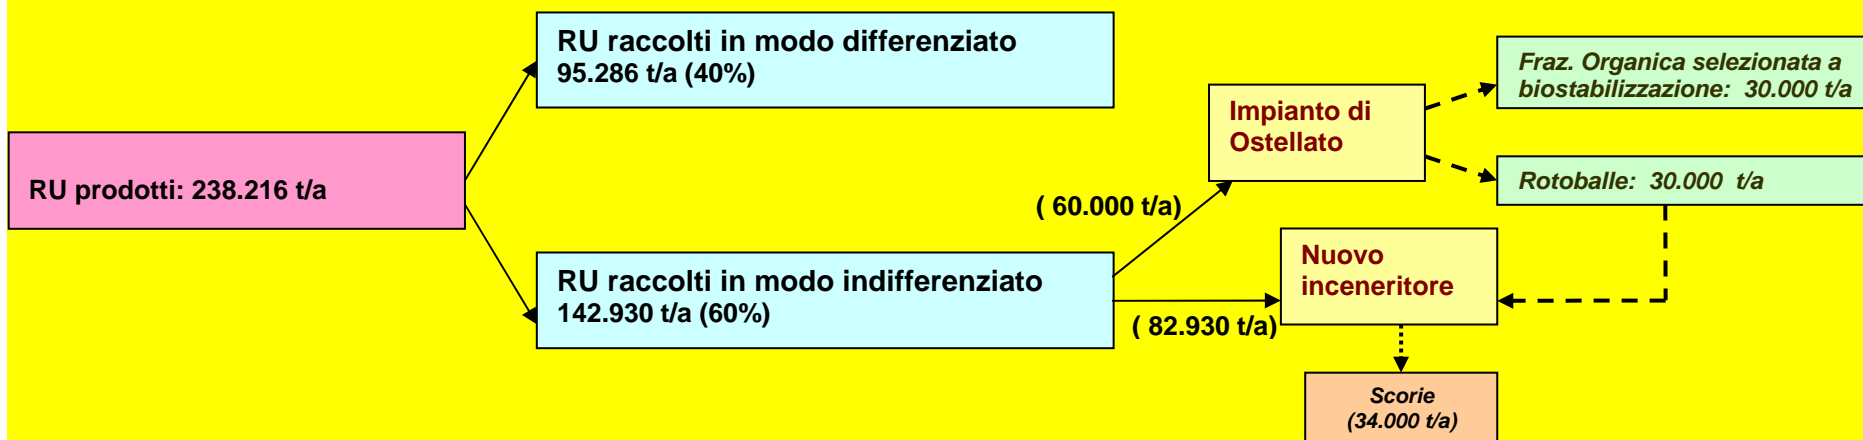 RU prodotti: 238.216 t/a
RU raccolti in modo differenziato
95.286 t/a (40%)
RU raccolti in modo indifferenziato
142.930 t/a (60%)
( 60.000 t/a)
( 82.930 t/a)
Impianto di
Ostellato
Nuovo
inceneritore
Fraz. Organica selezionata a
biostabilizzazione: 30.000 t/a
Rotoballe: 30.000 t/a
Scorie
(34.000 t/a)